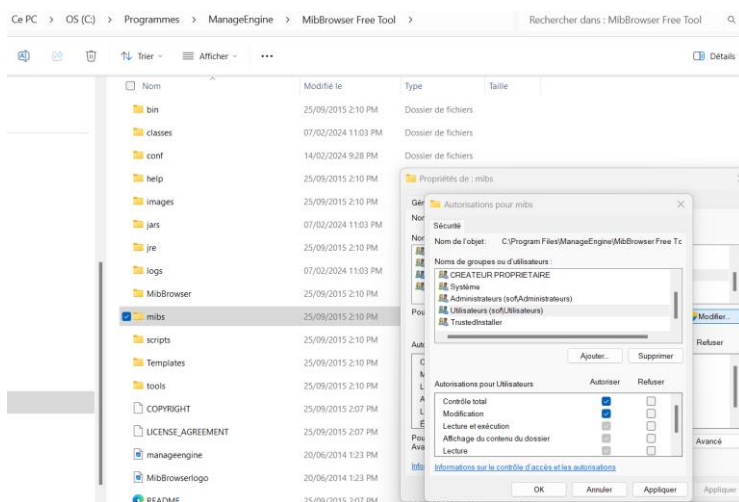 Ce PC > OS (C:) > Programmes > ManageEngine > MibBrowser Free Tool >
Rechercher dans : MibBrowser Free Tool
Trier
Afficher
...
Détails
Nom
Modifié le
Type
Taille
bin 25/09/2015 2:10 PM Dossier de fichiers
classes 07/02/2024 11:03 PM Dossier de fichiers
conf 14/02/2024 9:28 PM Dossier de fichiers
help 25/09/2015 2:10 PM
images 25/09/2015 2:10 PM
jars 07/02/2024 11:03 PM
jre 25/09/2015 2:10 PM
logs 07/02/2024 11:03 PM
MibBrowser 25/09/2015 2:10 PM
mibs 25/09/2015 2:10 PM
scripts 25/09/2015 2:10 PM
Templates 25/09/2015 2:10 PM
tools 25/09/2015 2:10 PM
COPYRIGHT 25/09/2015 2:07 PM
LICENSE_AGREEMENT 25/09/2015 2:07 PM
manageengine 20/06/2014 1:23 PM
MibBrowserlogo 20/06/2014 1:23 PM
README 25/09/2015 2:07 PM
Propriétés de : mibs
Modifier...
Refuser
Avancé
Appliquer
Autorisations pour mibs
Sécurité
Nom de l'objet : C:\Program Files\ManageEngine\MibBrowser Free Tc
Noms de groupes ou d'utilisateurs :
CREATEUR PROPRIETAIRE
Système
Administrateurs (sof\Administrateurs)
Utilisateurs (sof\Utilisateurs)
TrustedInstaller
Ajouter...
Supprimer
Autorisations pour Utilisateurs Autoriser Refuser
Contrôle total
Modification
Lecture et exécution
Affichage du contenu du dossier
Lecture
Informations sur le contrôle d'accès et les autorisations
OK
Annuler
Appliquer